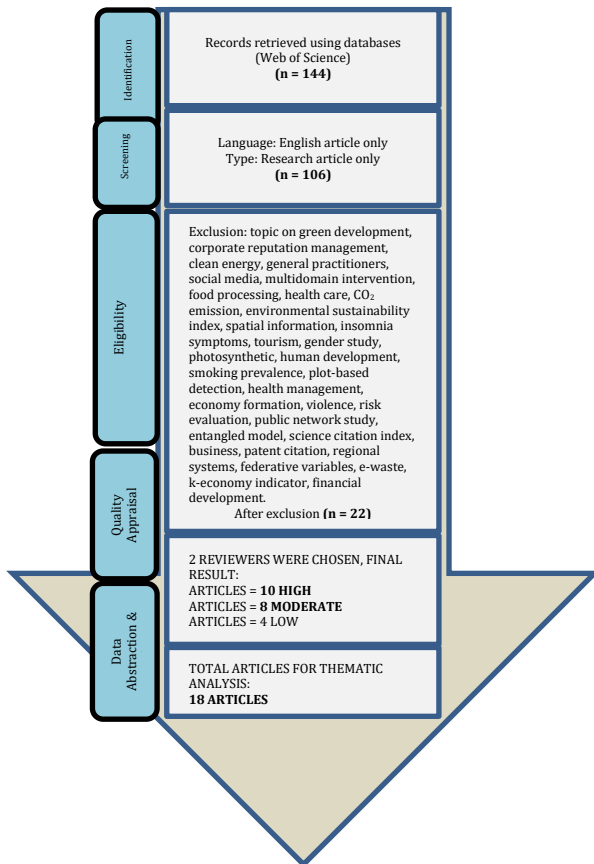 Identification
Records retrieved using databases
(Web of Science)
(n = 144)
Screening
Language: English article only
Type: Research article only
(n = 106)
Eligibility
Exclusion: topic on green development,
corporate reputation management,
clean energy, general practitioners,
social media, multidomain intervention,
food processing, health care, CO₂
emission, environmental sustainability
index, spatial information, insomnia
symptoms, tourism, gender study,
photosynthetic, human development,
smoking prevalence, plot-based
detection, health management,
economy formation, violence, risk
evaluation, public network study,
entangled model, science citation index,
business, patent citation, regional
systems, federative variables, e-waste,
k-economy indicator, financial
development.
After exclusion (n = 22)
Quality
Appraisal
2 REVIEWERS WERE CHOSEN, FINAL
RESULT:
ARTICLES = 10 HIGH
ARTICLES = 8 MODERATE
ARTICLES = 4 LOW
Data
Abstraction &
TOTAL ARTICLES FOR THEMATIC
ANALYSIS:
18 ARTICLES